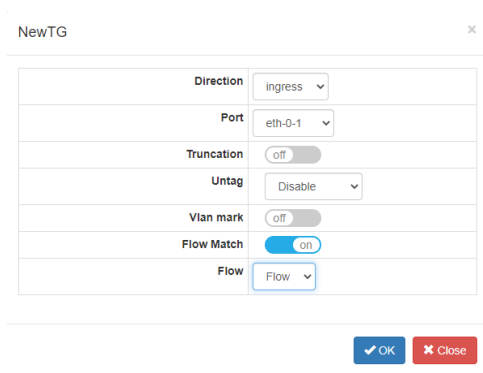 NewTG ×
Direction ingress
Port eth-0-1
Truncation off
Untag Disable
Vlan mark off
Flow Match on
Flow Flow
OK Close